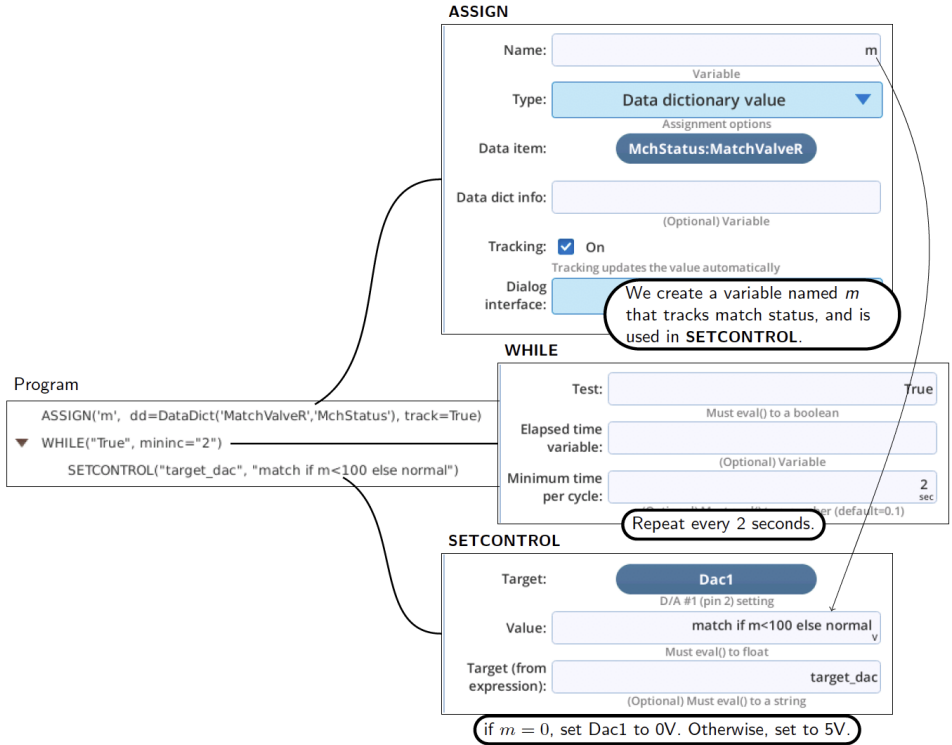 ASSIGN
Name:
m
Variable
Type:
Data dictionary value
Assignment options
Data item:
MchStatus:MatchValveR
Data dict info:
(Optional) Variable
Tracking:
On
Tracking updates the value automatically
Dialog
interface:
We create a variable named m
that tracks match status, and is
used in SETCONTROL.
WHILE
Test:
True
Must eval() to a boolean
Elapsed time
variable:
(Optional) Variable
Minimum time
per cycle:
2
sec
(default=0.1)
Repeat every 2 seconds.
Program
ASSIGN('m', dd=DataDict('MatchValveR','MchStatus'), track=True)
WHILE("True", mininc="2")
SETCONTROL("target_dac", "match if m<100 else normal")
SETCONTROL
Target:
Dac1
D/A #1 (pin 2) setting
Value:
match if m<100 else normal
V
Must eval() to float
Target (from
expression):
target_dac
(Optional) Must eval() to a string
if m = 0, set Dac1 to 0V. Otherwise, set to 5V.